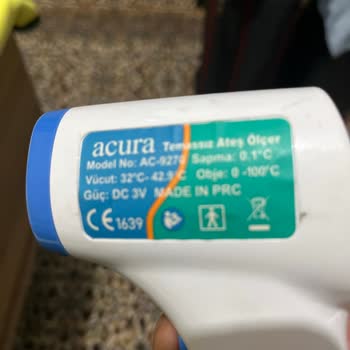 acura Temassız Ateş Ölçer
Model No: AC-9270 Sapma: 0.1°C
Vücut: 32°C- 42.9°C Obje: 0 -100°C
Güç: DC 3V MADE IN PRC
CE 1639